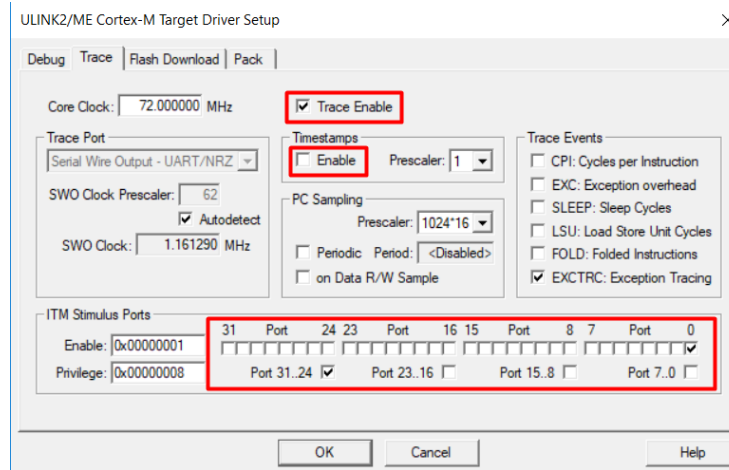 ULINK2/ME Cortex-M Target Driver Setup
Debug Trace Flash Download Pack
Core Clock: 72.000000 MHz Trace Enable
Trace Port Timestamps Trace Events
Serial Wire Output - UART/NRZ Enable Prescaler: 1 CPI: Cycles per Instruction
SWO Clock Prescaler: 62 EXC: Exception overhead
Autodetect PC Sampling SLEEP: Sleep Cycles
SWO Clock: 1.161290 MHz Prescaler: 1024*16 LSU: Load Store Unit Cycles
Periodic Period: <Disabled> FOLD: Folded Instructions
on Data R/W Sample EXCTRC: Exception Tracing
ITM Stimulus Ports
31 Port 24 23 Port 16 15 Port 8 7 Port 0
Enable: 0x00000001
Privilege: 0x00000008 Port 31..24 Port 23..16 Port 15..8 Port 7..0
OK Cancel Help